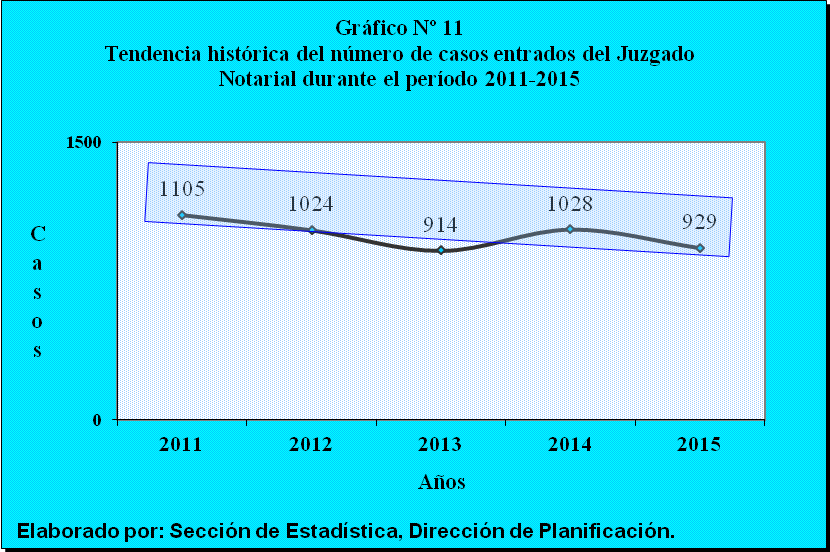 Gráfico Nº 11
Tendencia histórica del número de casos entrados del Juzgado
Notarial durante el período 2011-2015
1500
1105
1024
914
1028
929
Casos
0
2011 2012 2013 2014 2015
Años
Elaborado por: Sección de Estadística, Dirección de Planificación.